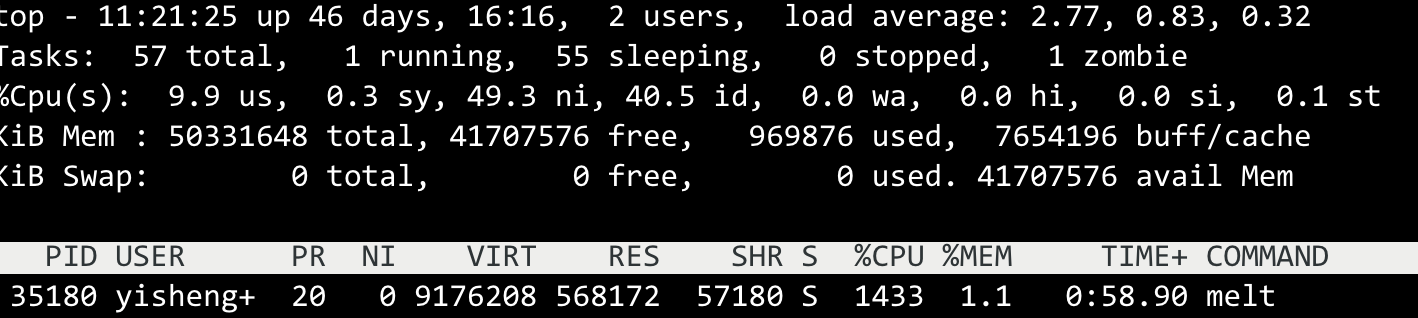 top - 11:21:25 up 46 days, 16:16,  2 users,  load average: 2.77, 0.83, 0.32
Tasks:  57 total,   1 running,  55 sleeping,   0 stopped,   1 zombie
%Cpu(s):  9.9 us,  0.3 sy, 49.3 ni, 40.5 id,  0.0 wa,  0.0 hi,  0.0 si,  0.1 st
KiB Mem : 50331648 total, 41707576 free,   969876 used,  7654196 buff/cache
KiB Swap:        0 total,        0 free,        0 used. 41707576 avail Mem
PID USER      PR  NI    VIRT    RES    SHR S  %CPU %MEM     TIME+ COMMAND
35180 yisheng+  20   0 9176208 568172  57180 S  1433  1.1   0:58.90 melt